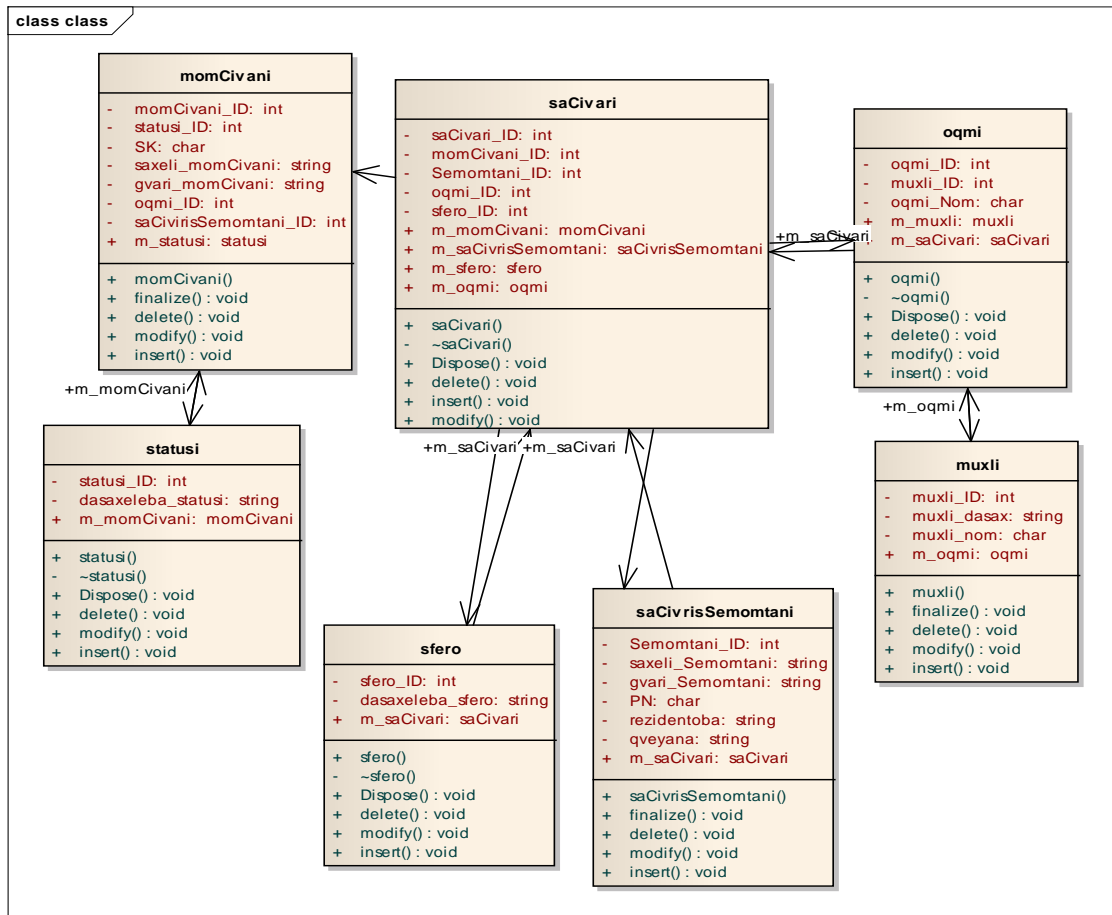 class class
momCivani
- momCivani_ID: int
- statusi_ID: int
- SK: char
- saxeli_momCivani: string
- gvari_momCivani: string
- oqmi_ID: int
- saCivirisSemomtani_ID: int
+ m_statusi: statusi
+ momCivani()
+ finalize() : void
+ delete() : void
+ modify() : void
+ insert() : void
saCivari
- saCivari_ID: int
- momCivani_ID: int
- Semomtani_ID: int
- oqmi_ID: int
- sfero_ID: int
+ m_momCivani: momCivani
+ m_saCivrisSemomtani: saCivrisSemomtani
+ m_sfero: sfero
+ m_oqmi: oqmi
+ saCivari()
- ~saCivari()
+ Dispose() : void
+ delete() : void
+ insert() : void
+ modify() : void
oqmi
- oqmi_ID: int
- muxli_ID: int
- oqmi_Nom: char
+ m_muxli: muxli
m_saCivari: saCivari
+ oqmi()
- ~oqmi()
+ Dispose() : void
+ delete() : void
+ modify() : void
+ insert() : void
+m_saCivari
+m_momCivani
+m_saCivari +m_saCivari
+m_oqmi
statusi
- statusi_ID: int
- dasaxeleba_statusi: string
+ m_momCivani: momCivani
+ statusi()
- ~statusi()
+ Dispose() : void
+ delete() : void
+ modify() : void
+ insert() : void
muxli
- muxli_ID: int
- muxli_dasax: string
- muxli_nom: char
+ m_oqmi: oqmi
+ muxli()
+ finalize() : void
+ delete() : void
+ modify() : void
+ insert() : void
sfero
- sfero_ID: int
- dasaxeleba_sfero: string
+ m_saCivari: saCivari
+ sfero()
- ~sfero()
+ Dispose() : void
+ delete() : void
+ modify() : void
+ insert() : void
saCivrisSemomtani
- Semomtani_ID: int
- saxeli_Semomtani: string
- gvari_Semomtani: string
- PN: char
- rezidentoba: string
- qveyana: string
+ m_saCivari: saCivari
+ saCivrisSemomtani()
+ finalize() : void
+ delete() : void
+ modify() : void
+ insert() : void